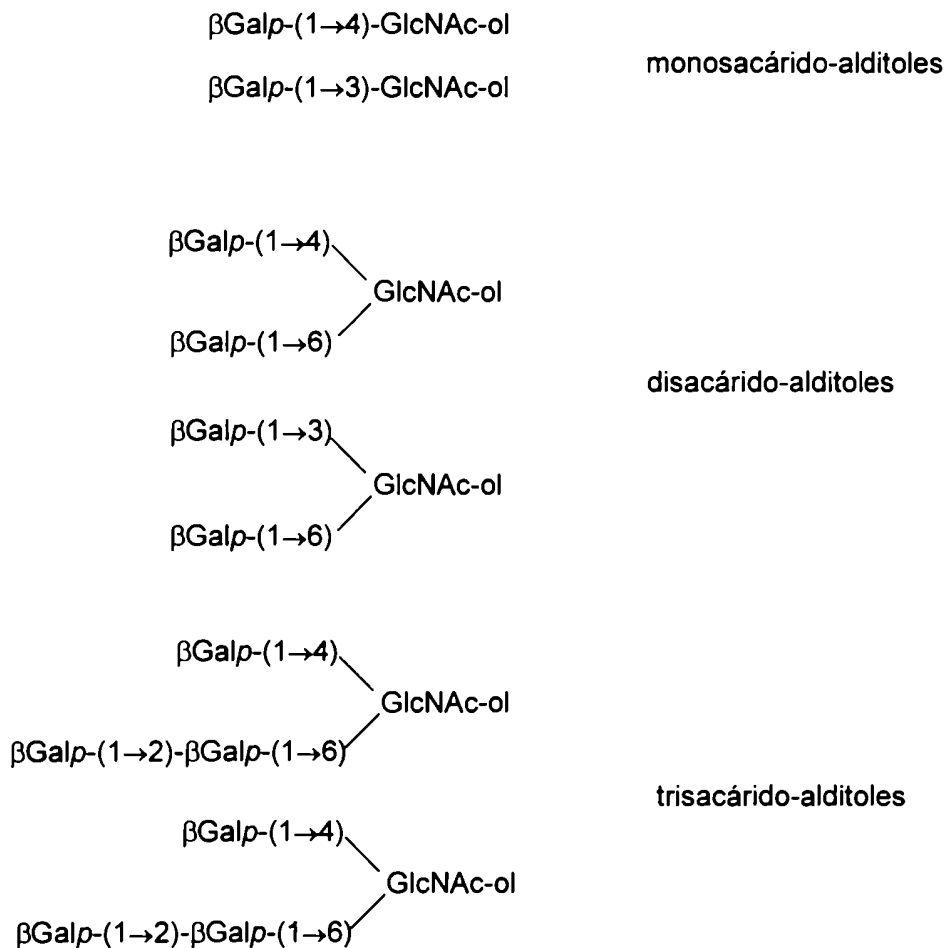 βGalp-(1→4)-GlcNAc-ol
βGalp-(1→3)-GlcNAc-ol
monosacárido-alditoles
βGalp-(1→4)
GlcNAc-ol
βGalp-(1→6)
disacárido-alditoles
βGalp-(1→3)
GlcNAc-ol
βGalp-(1→6)
βGalp-(1→4)
GlcNAc-ol
βGalp-(1→2)-βGalp-(1→6)
trisacárido-alditoles
βGalp-(1→4)
GlcNAc-ol
βGalp-(1→2)-βGalp-(1→6)